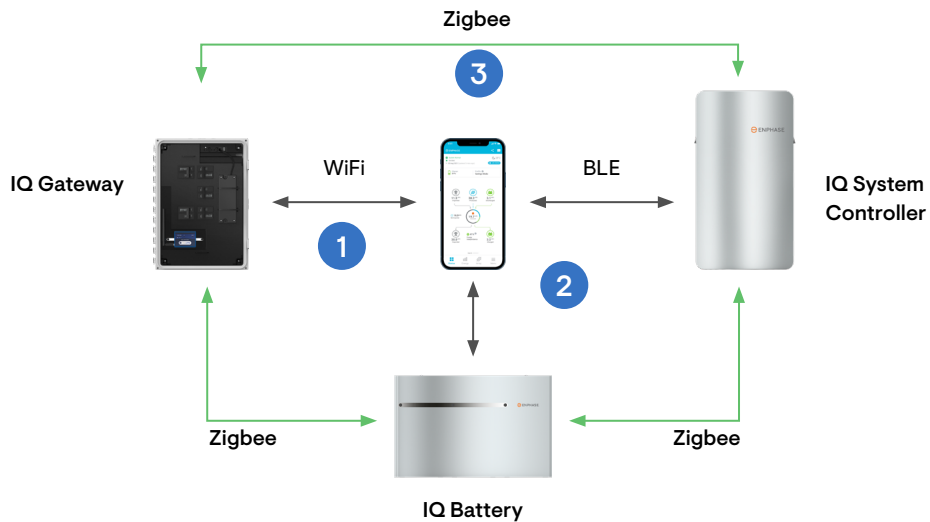 Zigbee
3
ENPHASE
IQ Gateway
WiFi
BLE
IQ System
Controller
1
2
ENPHASE
Zigbee
Zigbee
IQ Battery